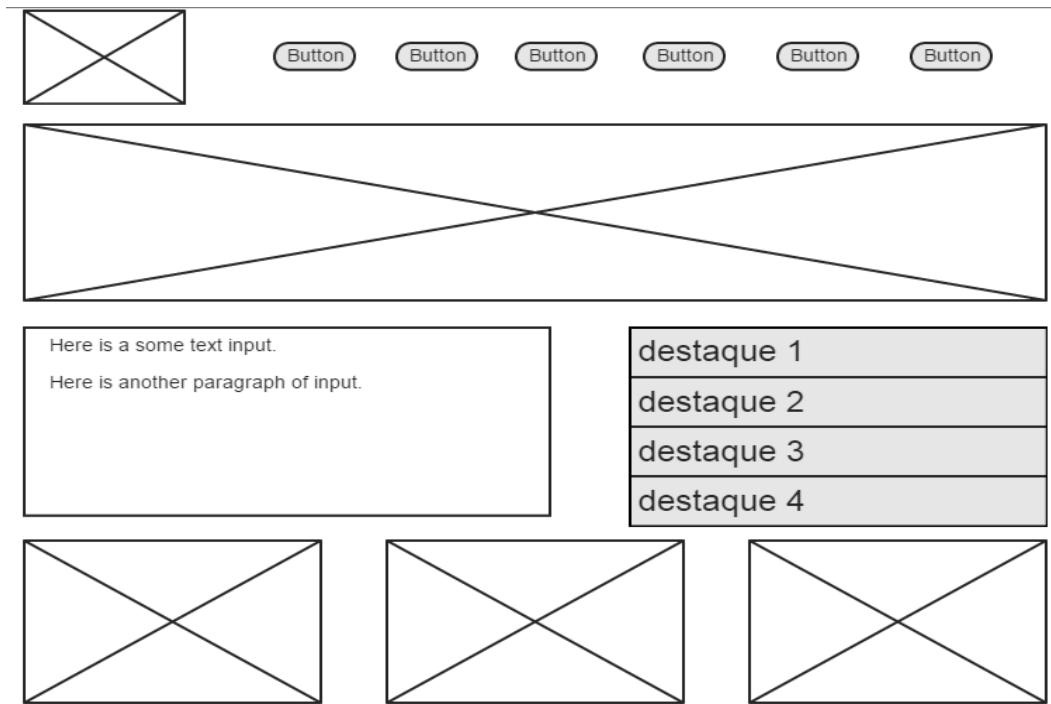 Button Button Button Button Button Button
Here is a some text input.
Here is another paragraph of input.
destaque 1
destaque 2
destaque 3
destaque 4